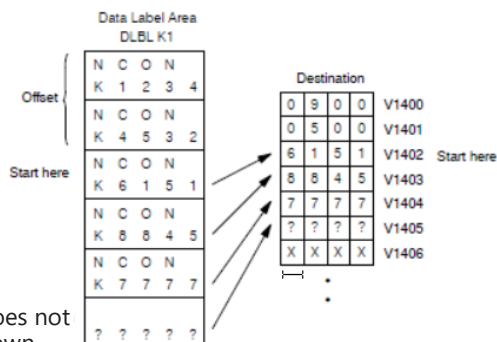 Data Label Area
DLBL K1
Offset
N C O N
K 1 2 3 4
N C O N
K 4 5 3 2
Start here
N C O N
K 6 1 5 1
N C O N
K 8 8 4 5
N C O N
K 7 7 7 7
? ? ? ? ?
Destination
0 9 0 0 V1400
0 5 0 0 V1401
6 1 5 1 V1402 Start here
8 8 4 5 V1403
7 7 7 7 V1404
? ? ? ? V1405
X X X X V1406
oes not